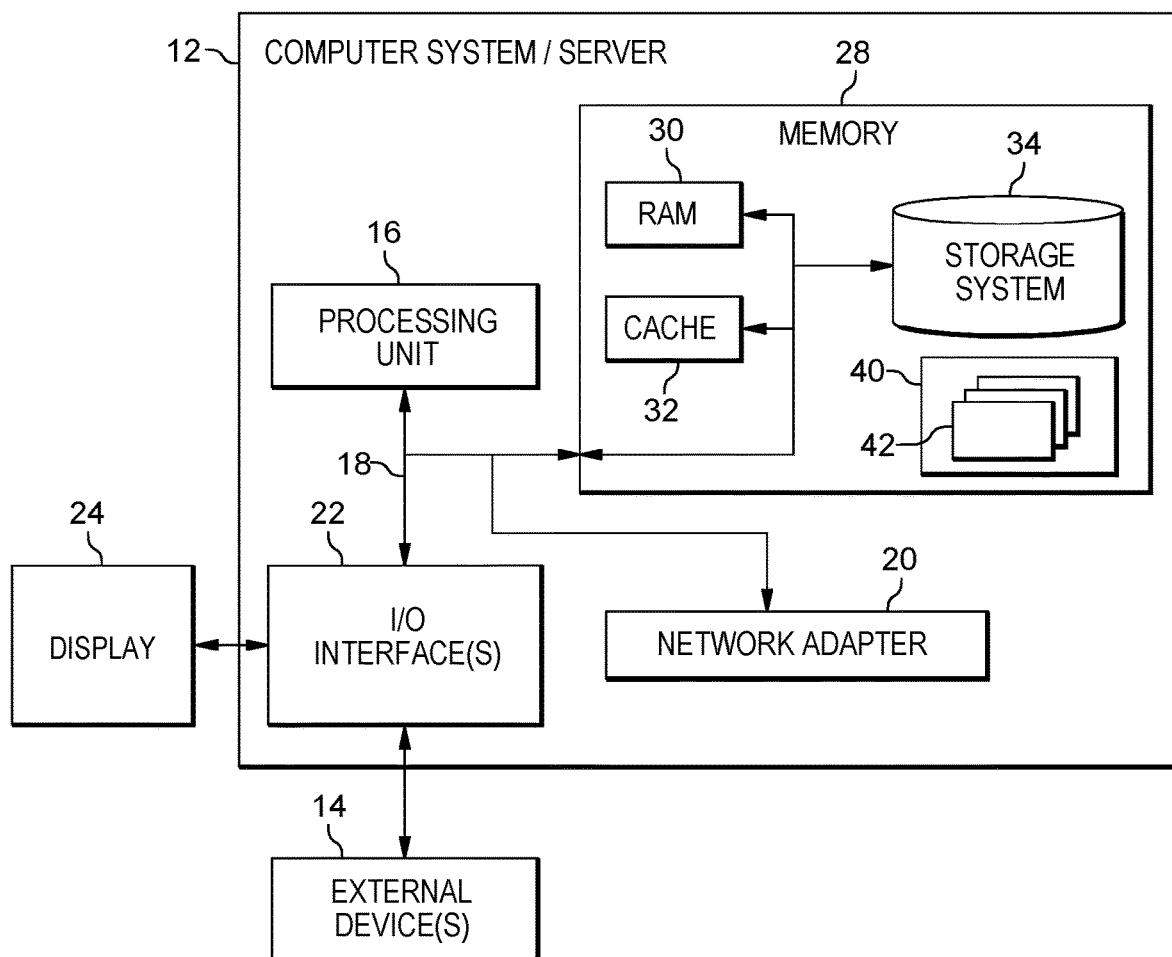 12
COMPUTER SYSTEM / SERVER
28
MEMORY
30
RAM
34
STORAGE
SYSTEM
16
PROCESSING
UNIT
CACHE
32
40
42
18
24
DISPLAY
22
I/O
INTERFACE(S)
20
NETWORK ADAPTER
14
EXTERNAL
DEVICE(S)